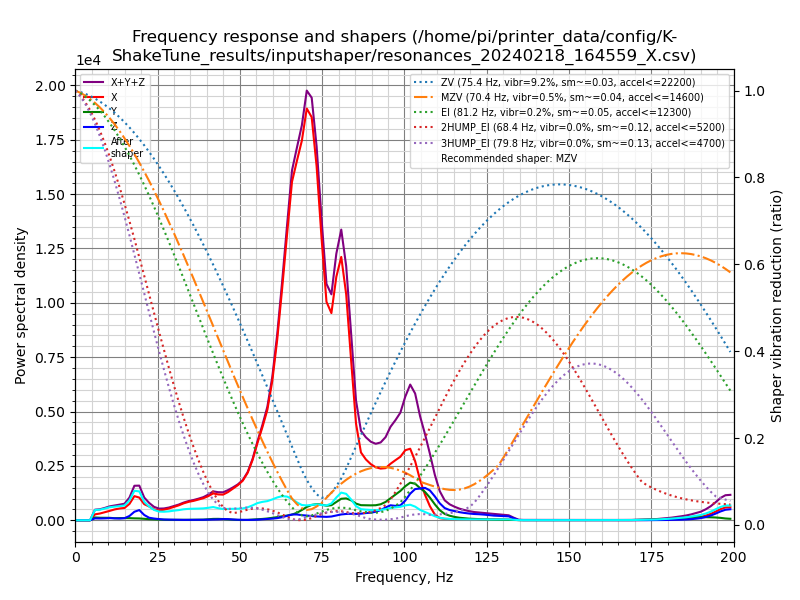 Frequency response and shapers (/home/pi/printer_data/config/K-
ShakeTune_results/inputshaper/resonances_20240218_164559_X.csv)
1e4
X+Y+Z
X
Y
Z
After
shaper
ZV (75.4 Hz, vibr=9.2%, sm~=0.03, accel<=22200)
MZV (70.4 Hz, vibr=0.5%, sm~=0.04, accel<=14600)
EI (81.2 Hz, vibr=0.2%, sm~=0.05, accel<=12300)
2HUMP_EI (68.4 Hz, vibr=0.0%, sm~=0.12, accel<=5200)
3HUMP_EI (79.8 Hz, vibr=0.0%, sm~=0.13, accel<=4700)
Recommended shaper: MZV
Power spectral density
2.00
1.75
1.50
1.25
1.00
0.75
0.50
0.25
0.00
Shaper vibration reduction (ratio)
1.0
0.8
0.6
0.4
0.2
0.0
0 25 50 75 100 125 150 175 200
Frequency, Hz